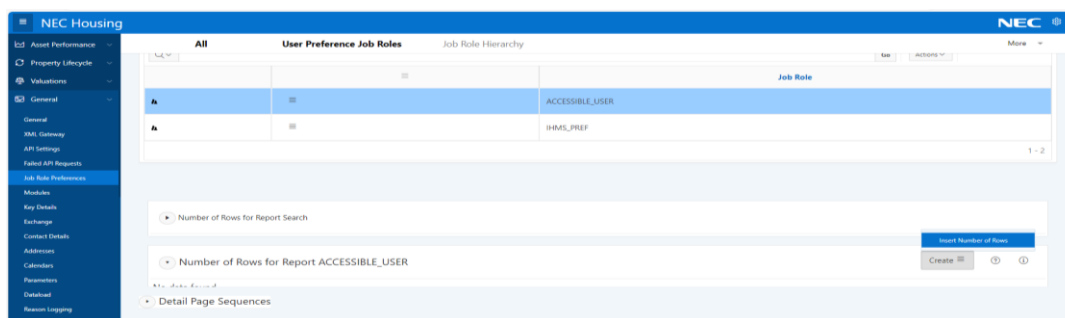 NEC Housing
NEC
Asset Performance
Property Lifecycle
Valuations
General
General
XML Gateway
API Settings
Failed API Requests
Job Role Preferences
Modules
Key Details
Exchange
Contact Details
Addresses
Calendars
Parameters
Dataload
Reason Logging
All User Preference Job Roles Job Role Hierarchy More
Go Actions
Job Role
ACCESSIBLE_USER
IHMS_PREF
1 - 2
Number of Rows for Report Search
Insert Number of Rows
Number of Rows for Report ACCESSIBLE_USER Create
No data found
Detail Page Sequences